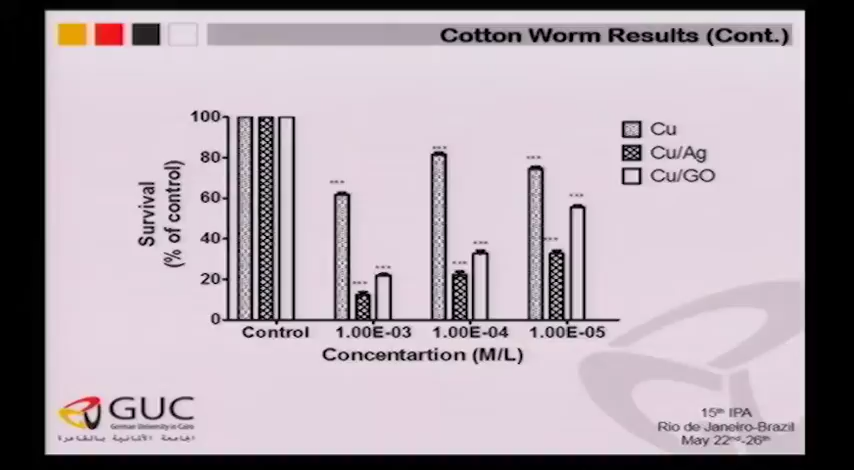 Cotton Worm Results (Cont.)
100
80
60
40
20
0
Survival
(% of control)
***
***
***
***
***
***
***
***
***
Cu
Cu/Ag
Cu/GO
Control
1.00E-03
1.00E-04
1.00E-05
Concentartion (M/L)
GUC
German University in Cairo
الجامعة الألمانية بالقاهرة
15th IPA
Rio de Janeiro-Brazil
May 22nd-26th